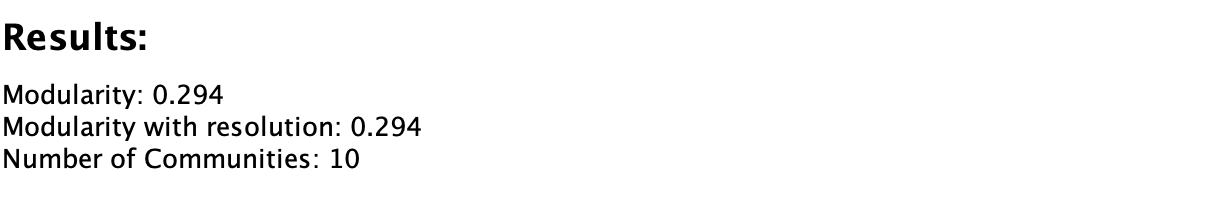 Results:
Modularity: 0.294
Modularity with resolution: 0.294
Number of Communities: 10